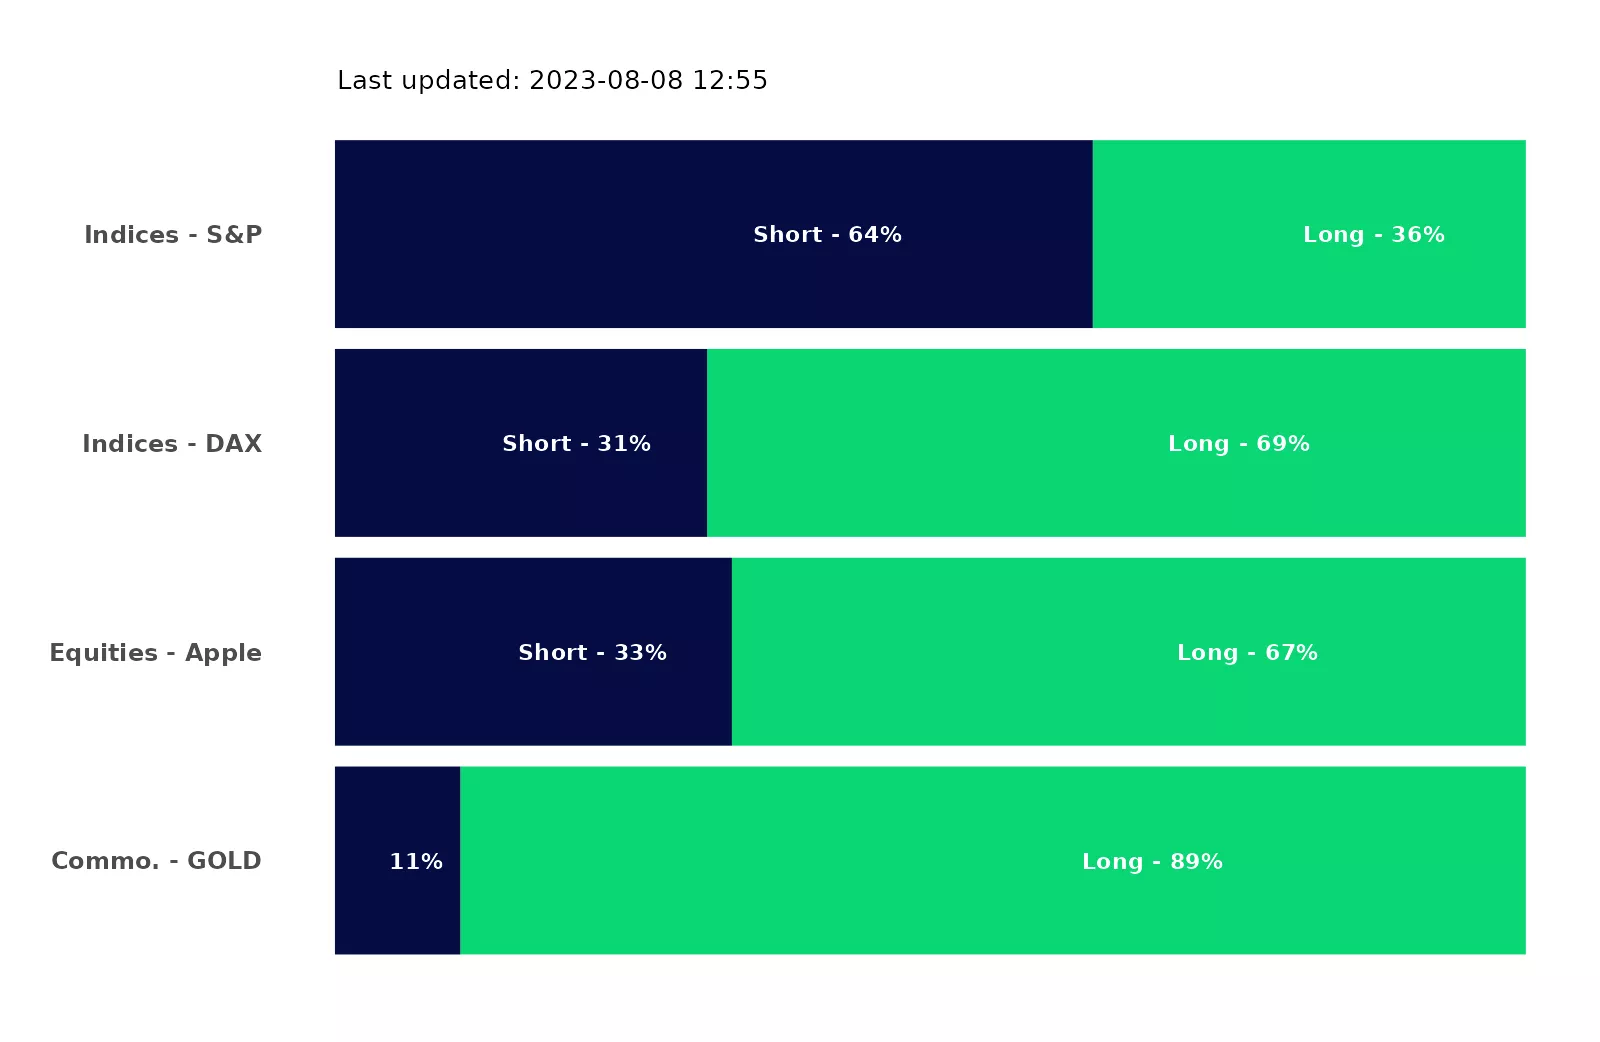 Last updated: 2023-08-08 12:55
Indices - S&P
Short - 64%
Long - 36%
Indices - DAX
Short - 31%
Long - 69%
Equities - Apple
Short - 33%
Long - 67%
Commo. - GOLD
11%
Long - 89%